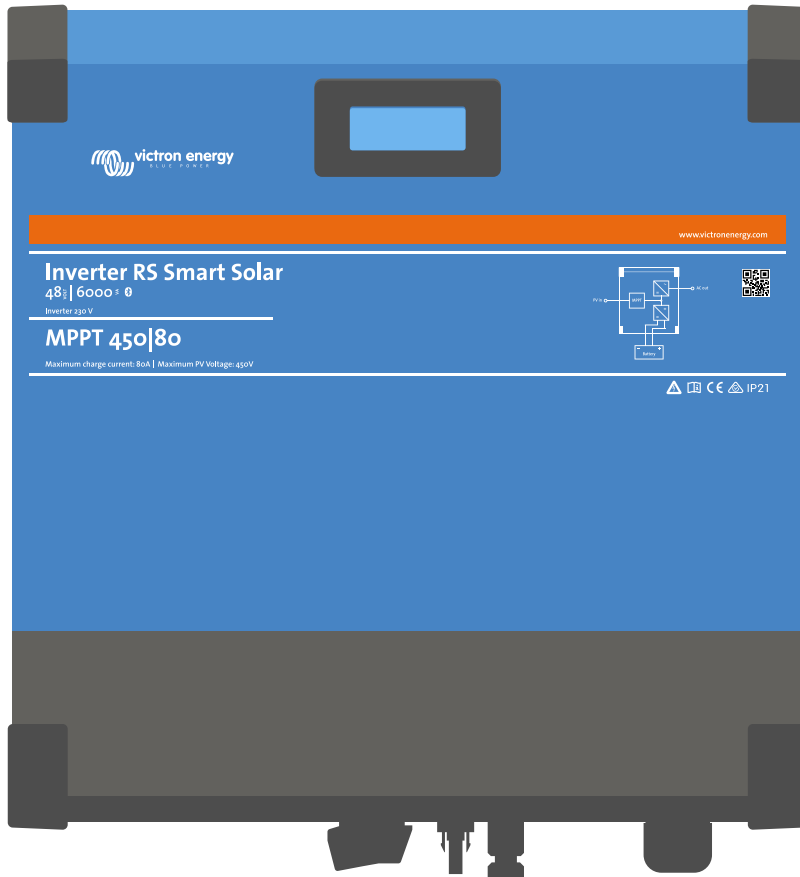 victron energy
BLUE POWER
www.victronenergy.com
Inverter RS Smart Solar
48 | 6000 s
Inverter 230 V
MPPT 450|80
Maximum charge current: 80A | Maximum PV Voltage: 450V
PV in
MPPT
AC out
- +
Battery
CE IP21